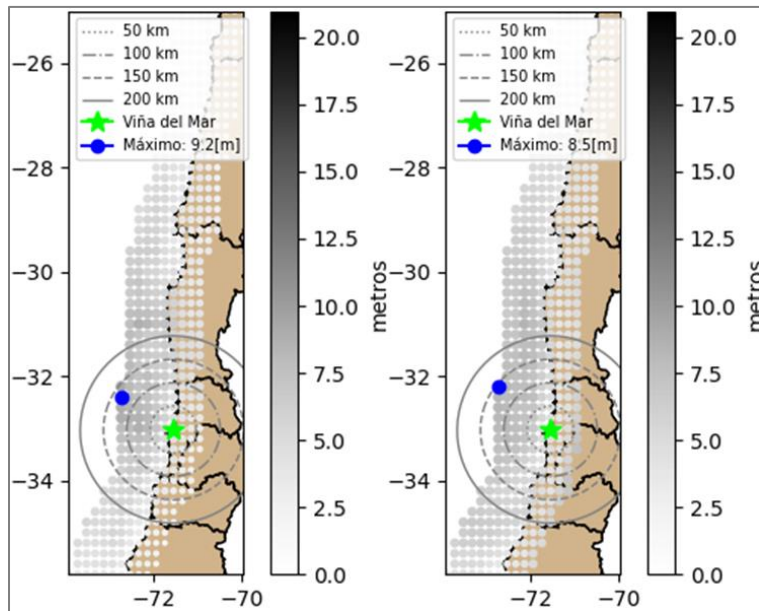 50 km
100 km
150 km
200 km
Viña del Mar
Máximo: 9.2[m]
−26
−28
−30
−32
−34
−72
−70
20.0
17.5
15.0
12.5
10.0
7.5
5.0
2.5
0.0
metros
50 km
100 km
150 km
200 km
Viña del Mar
Máximo: 8.5[m]
−26
−28
−30
−32
−34
−72
−70
20.0
17.5
15.0
12.5
10.0
7.5
5.0
2.5
0.0
metros